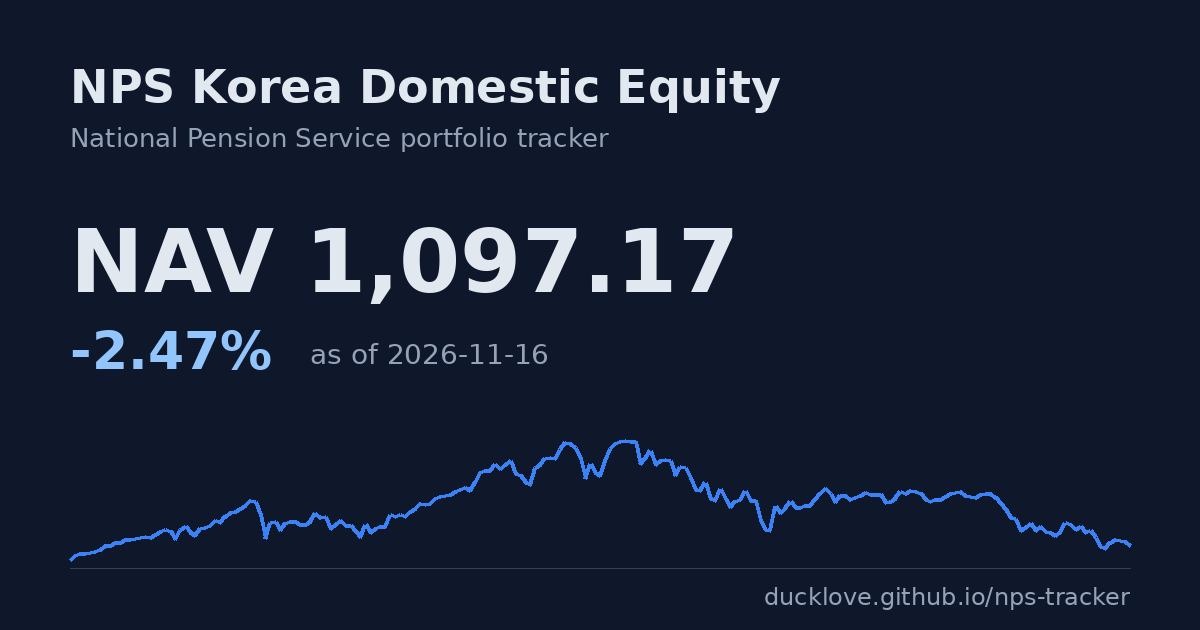 NPS Korea Domestic Equity
National Pension Service portfolio tracker
NAV 1,097.17
-2.47% as of 2026-11-16
ducklove.github.io/nps-tracker